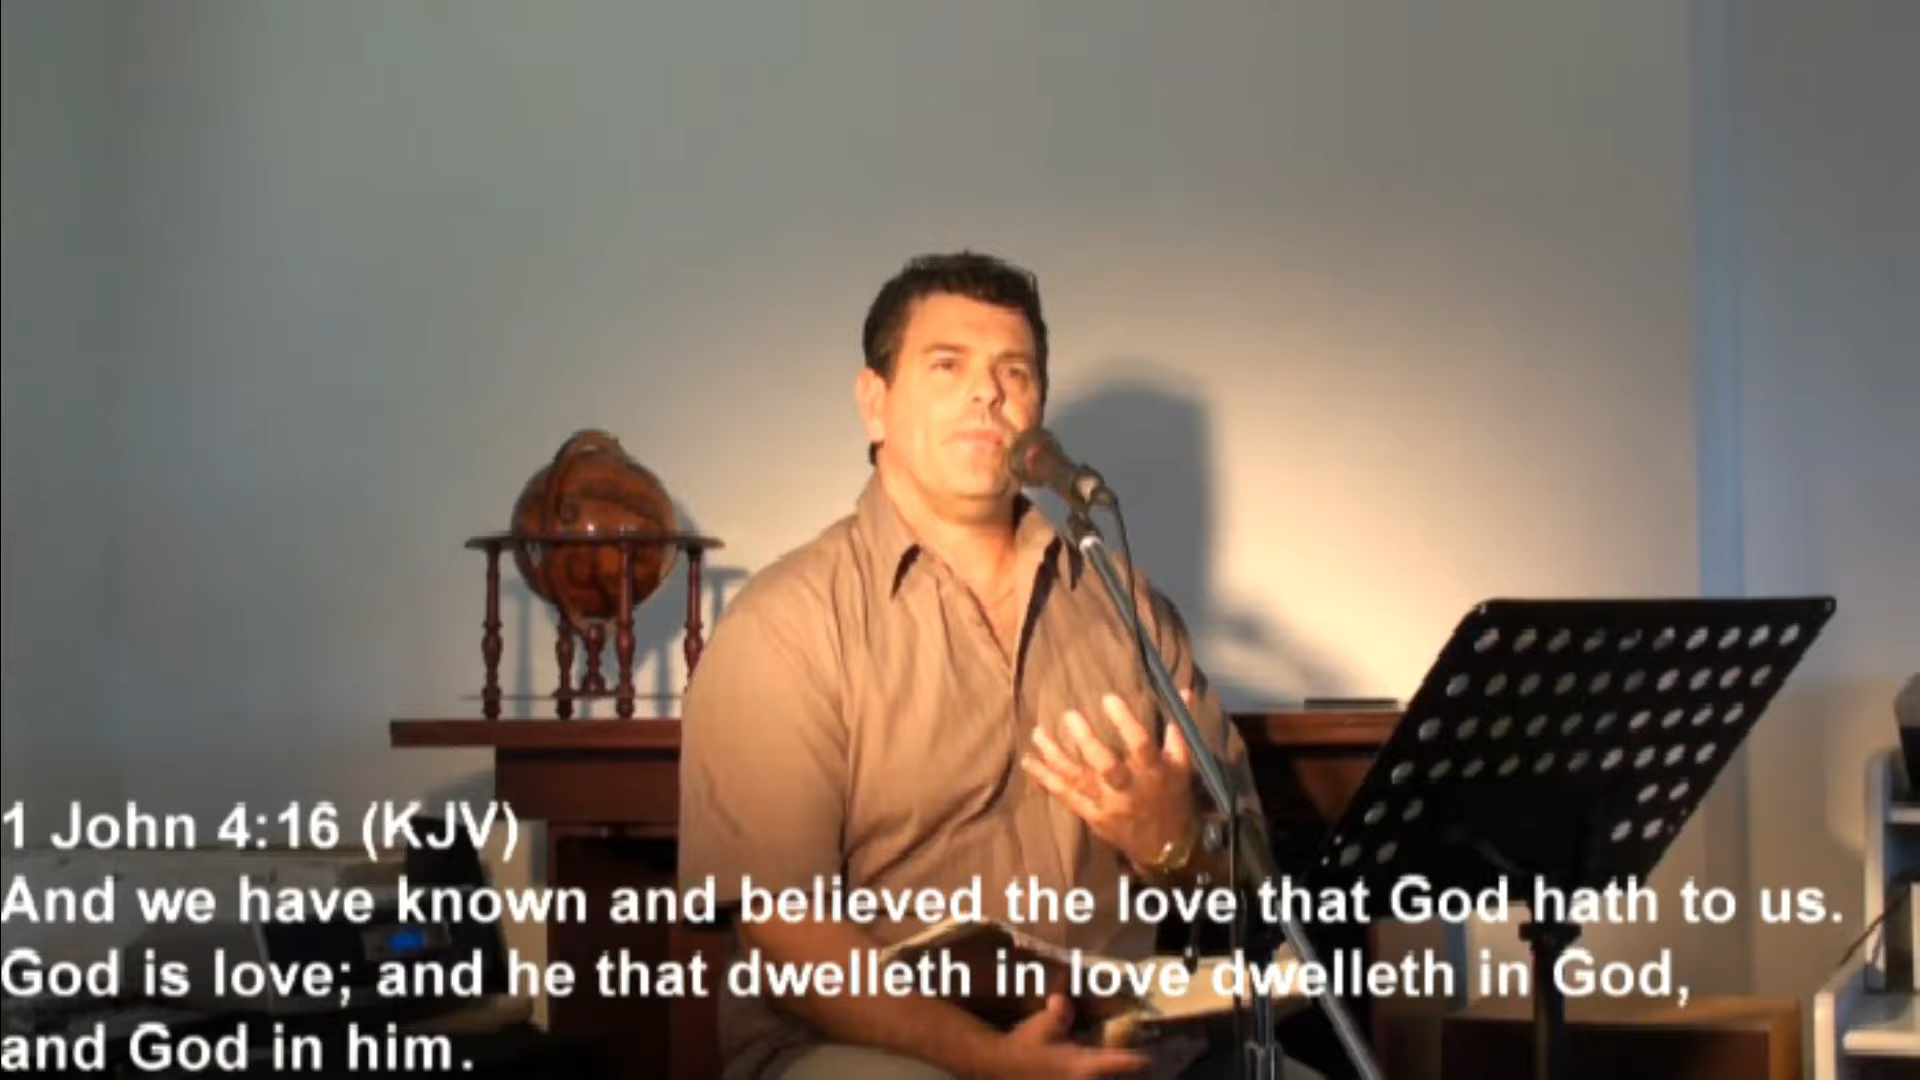 1 John 4:16 (KJV)
And we have known and believed the love that God hath to us.
God is love; and he that dwelleth in love dwelleth in God,
and God in him.